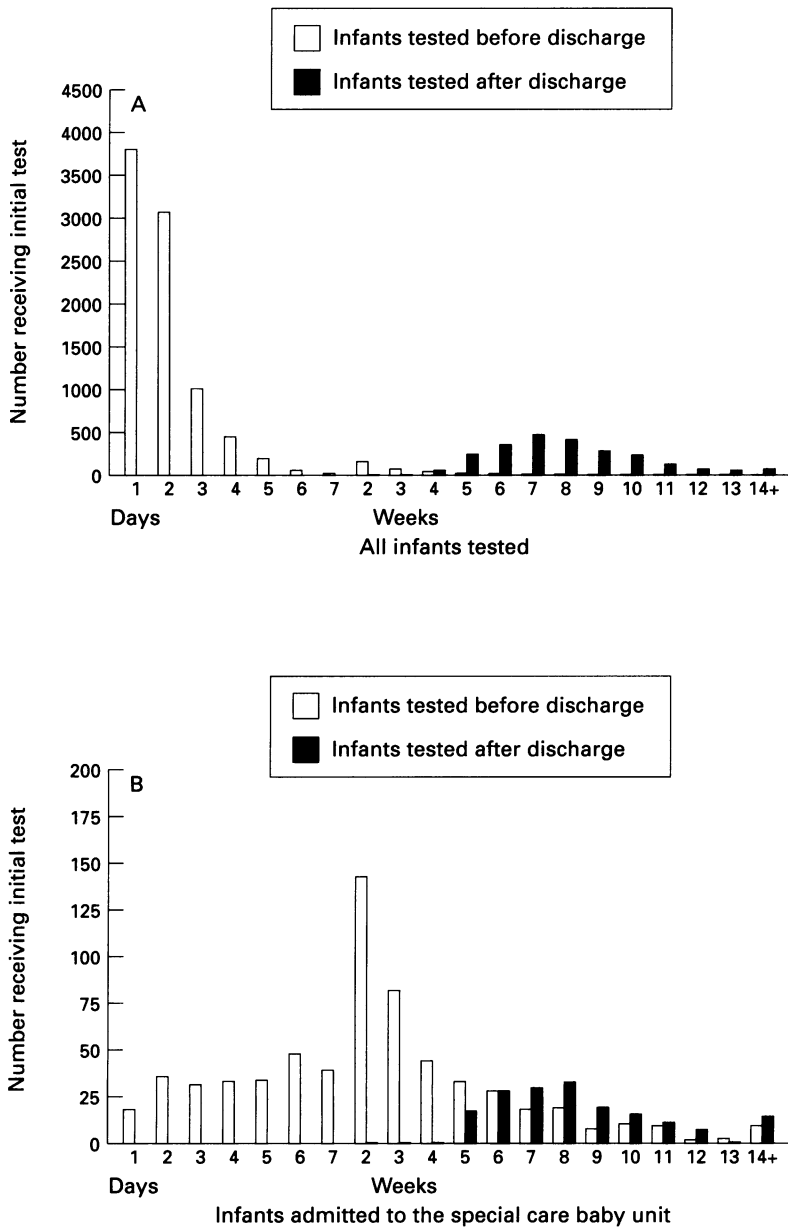 Infants tested before discharge
Infants tested after discharge
A
Number receiving initial test
4500
4000
3500
3000
2500
2000
1500
1000
500
0
1 2 3 4 5 6 7 2 3 4 5 6 7 8 9 10 11 12 13 14+
Days Weeks
All infants tested
Infants tested before discharge
Infants tested after discharge
B
Number receiving initial test
200
175
150
125
100
75
50
25
0
1 2 3 4 5 6 7 2 3 4 5 6 7 8 9 10 11 12 13 14+
Days Weeks
Infants admitted to the special care baby unit